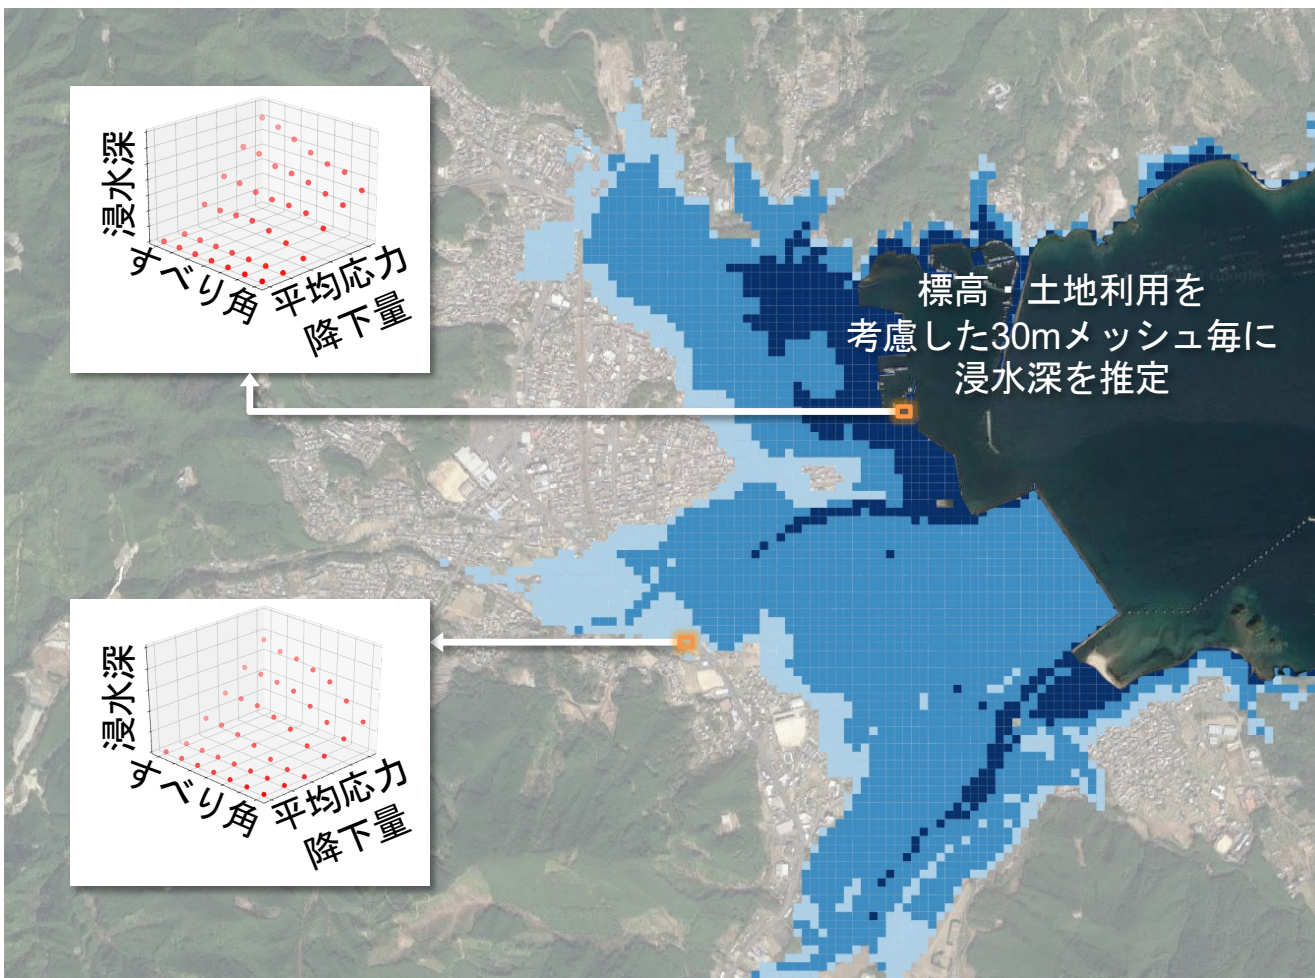 浸水深
すべり角
平均応力
降下量
標高・土地利用を
考慮した30mメッシュ毎に
浸水深を推定
浸水深
すべり角
平均応力
降下量